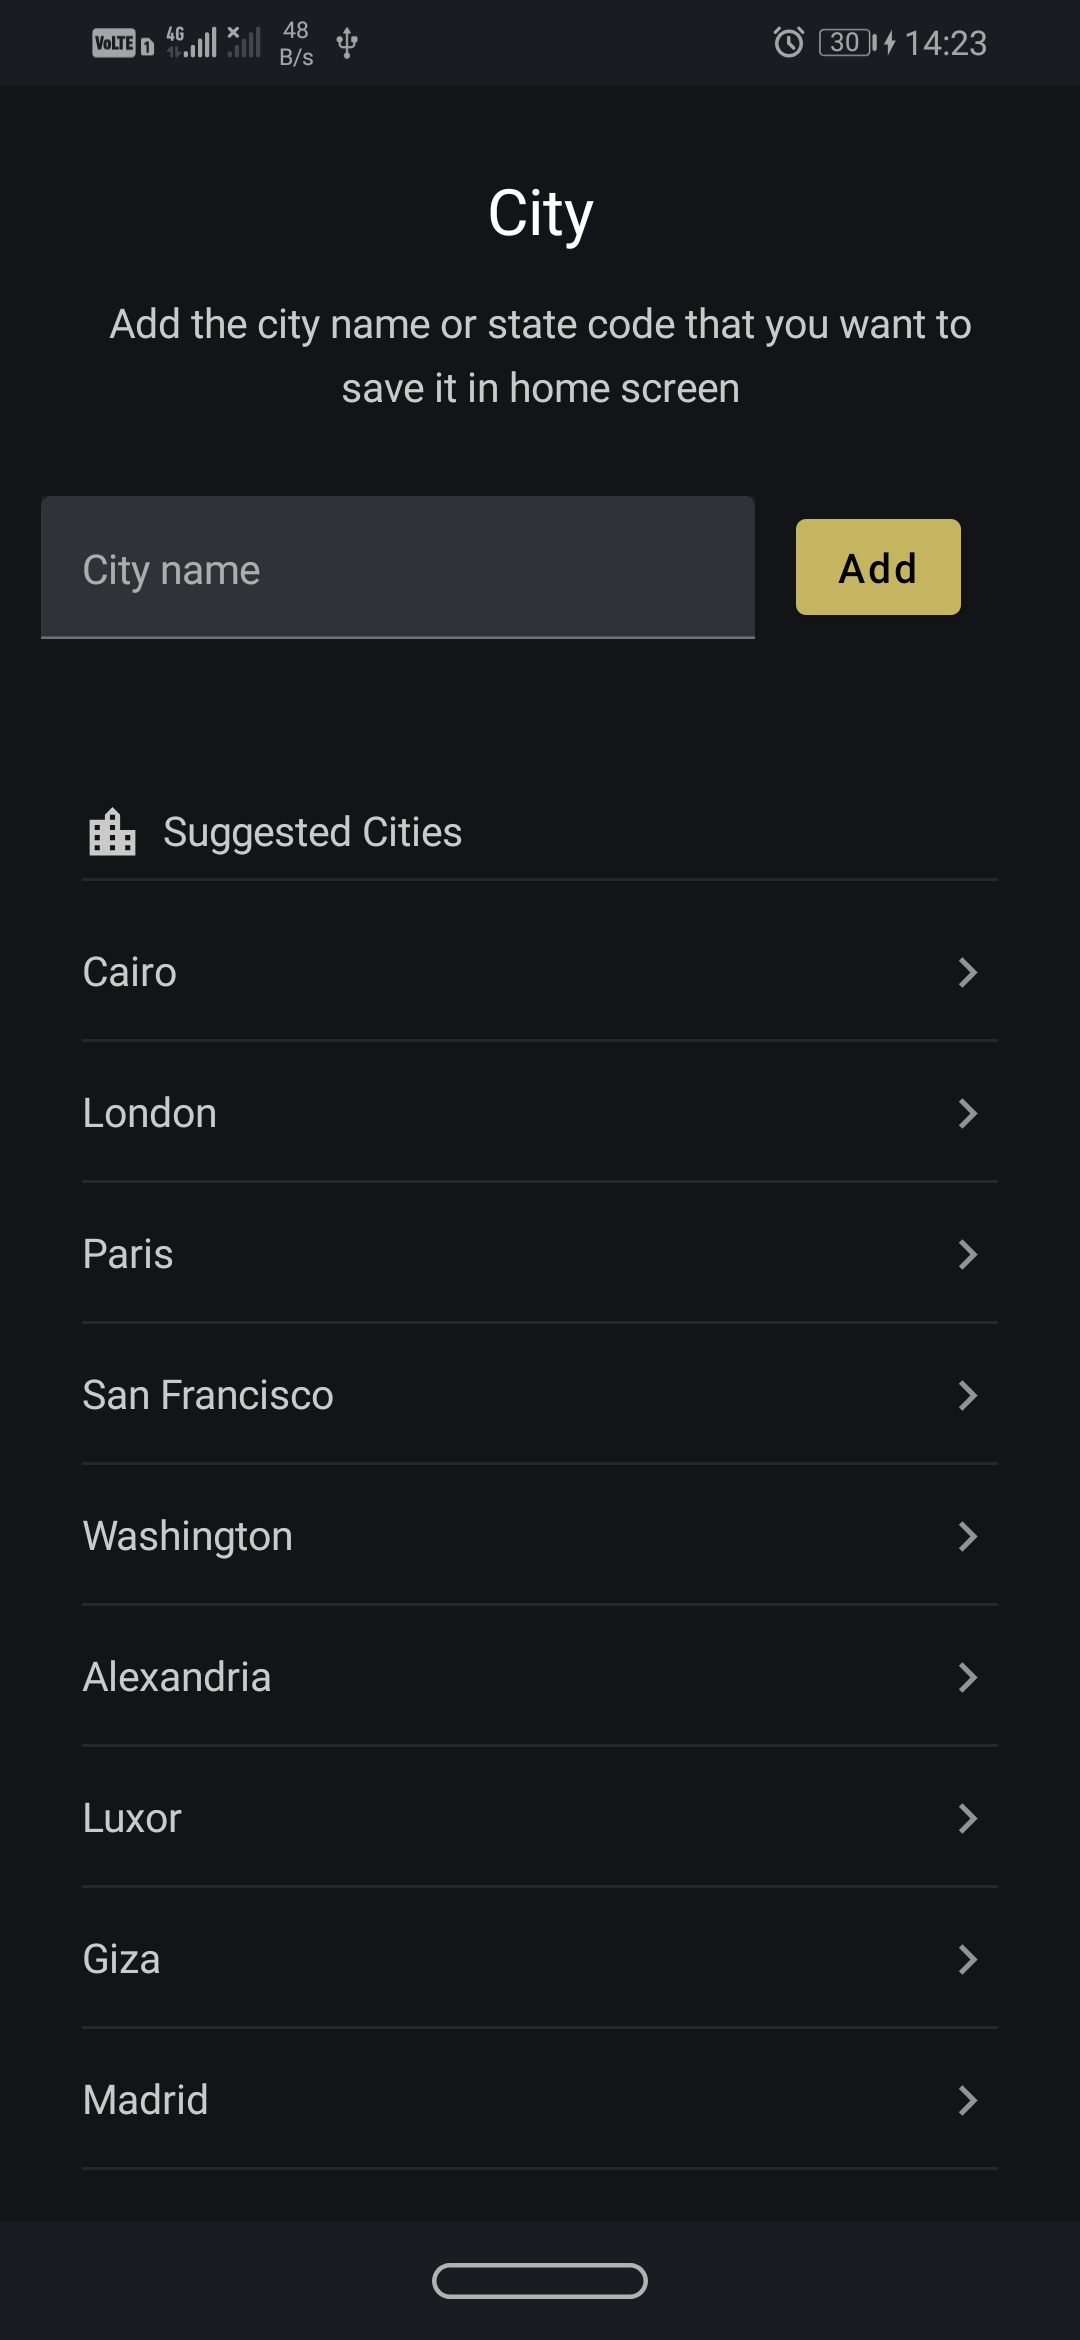 VoLTE 1 4G 48 B/s 30 14:23
City
Add the city name or state code that you want to
save it in home screen
City name
Add
Suggested Cities
Cairo
London
Paris
San Francisco
Washington
Alexandria
Luxor
Giza
Madrid